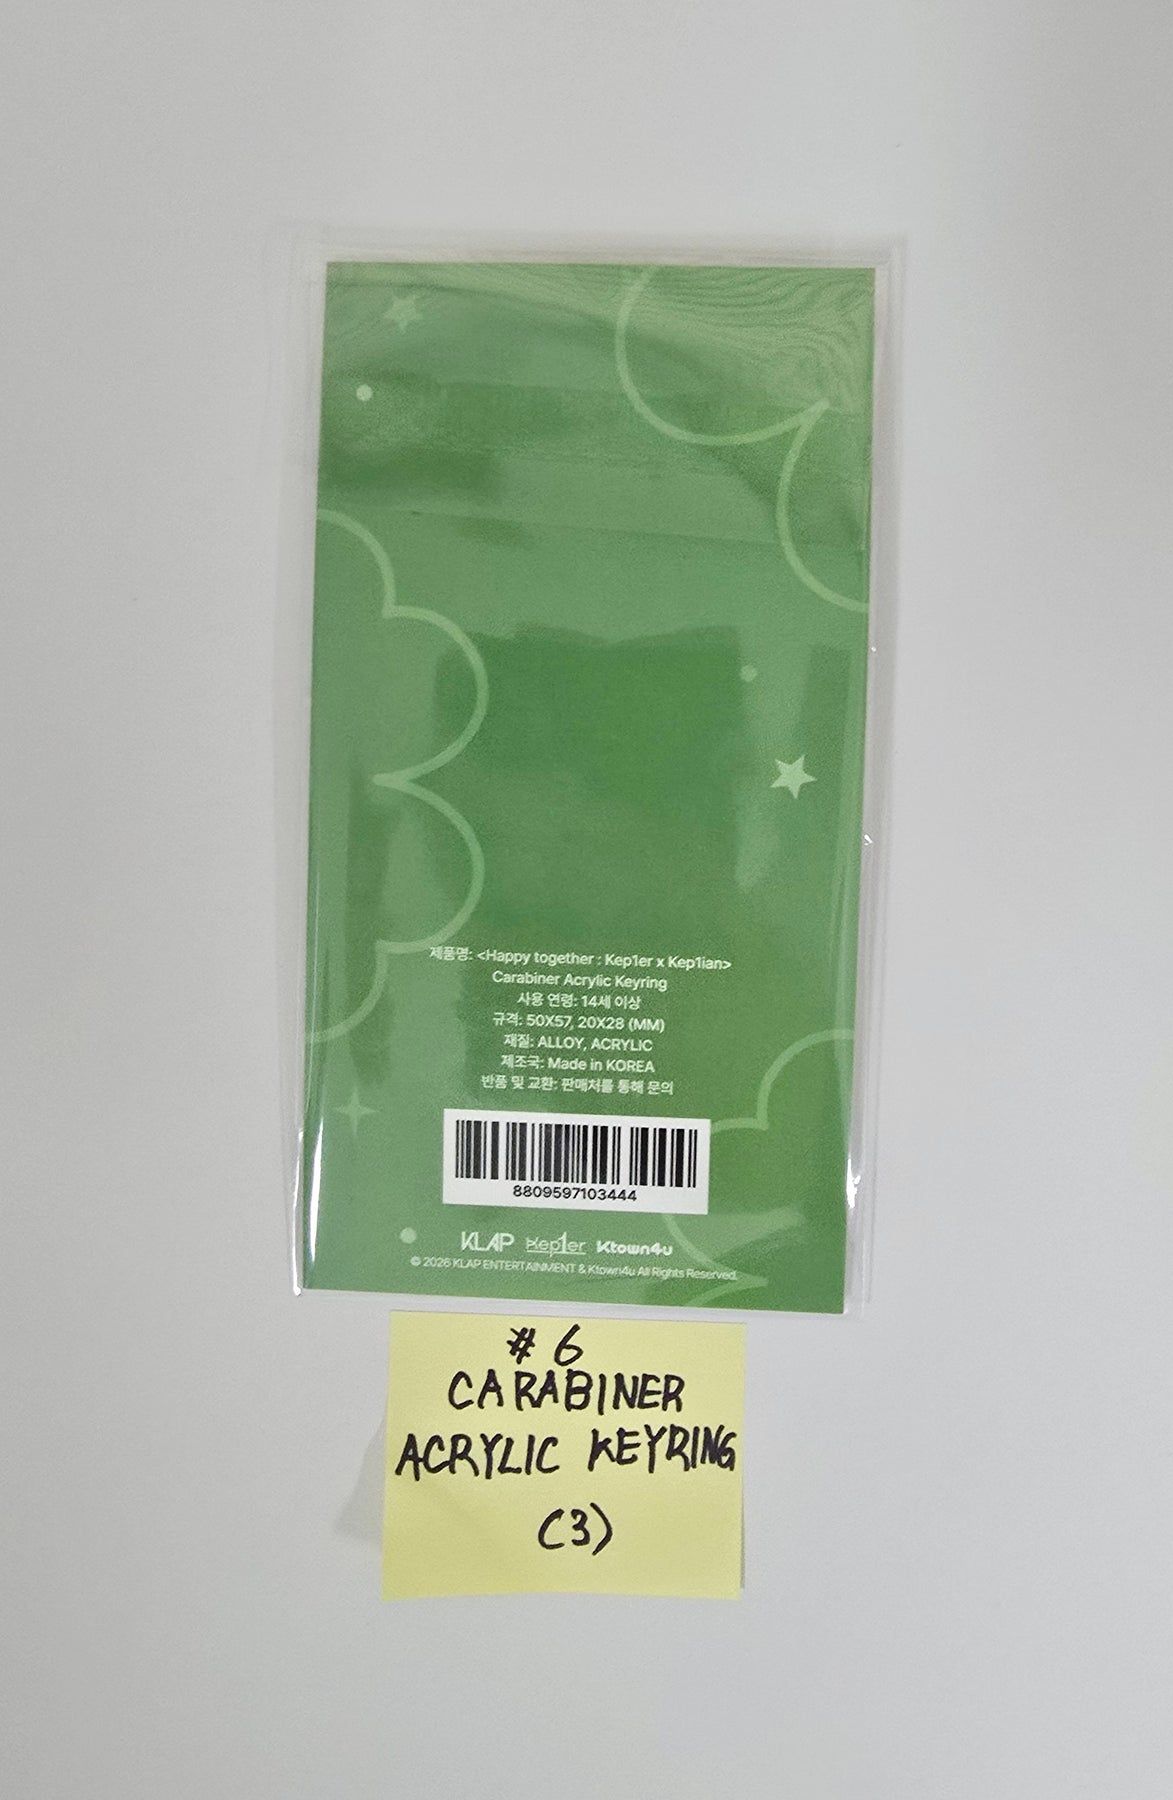 제품명: <Happy together : Kep1er x Kep1ian>
Carabiner Acrylic Keyring
사용 연령: 14세 이상
규격: 50X57, 20X28 (MM)
재질: ALLOY, ACRYLIC
제조국: Made in KOREA
반품 및 교환: 판매처를 통해 문의
8809597103444
KLAP Kep1er Ktown4u
© 2026 KLAP ENTERTAINMENT & Ktown4u All Rights Reserved.
# 6
CARABINER
ACRYLIC KEYRING
(3)